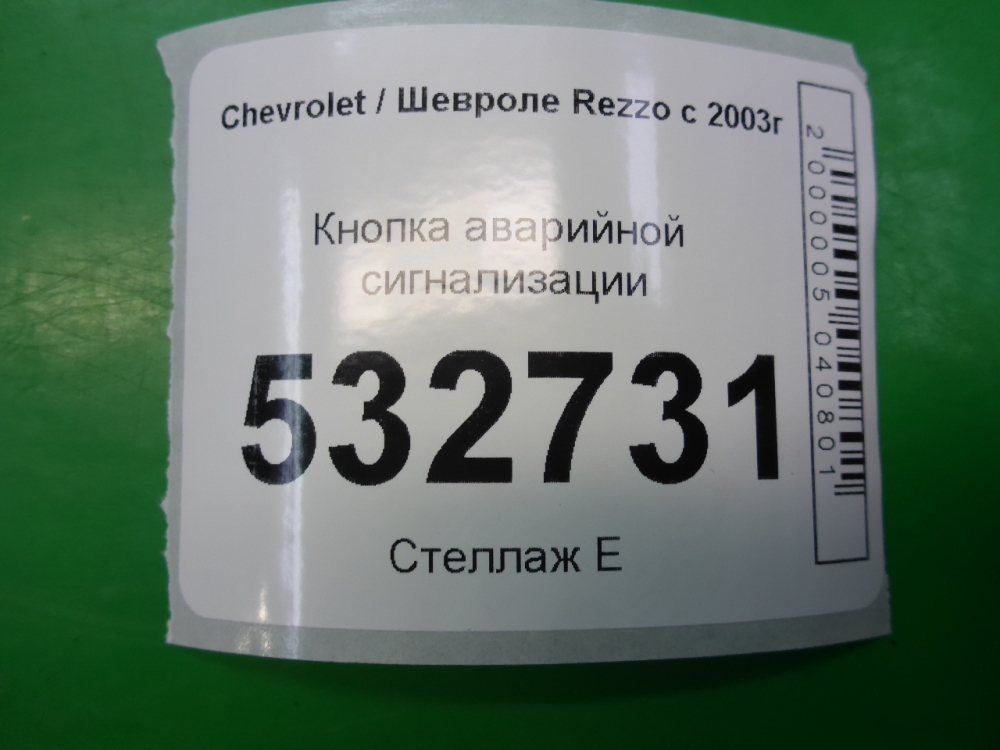 Chevrolet / Шевроле Rezzo с 2003г
Кнопка аварийной
сигнализации
532731
Стеллаж Е
2000005040801